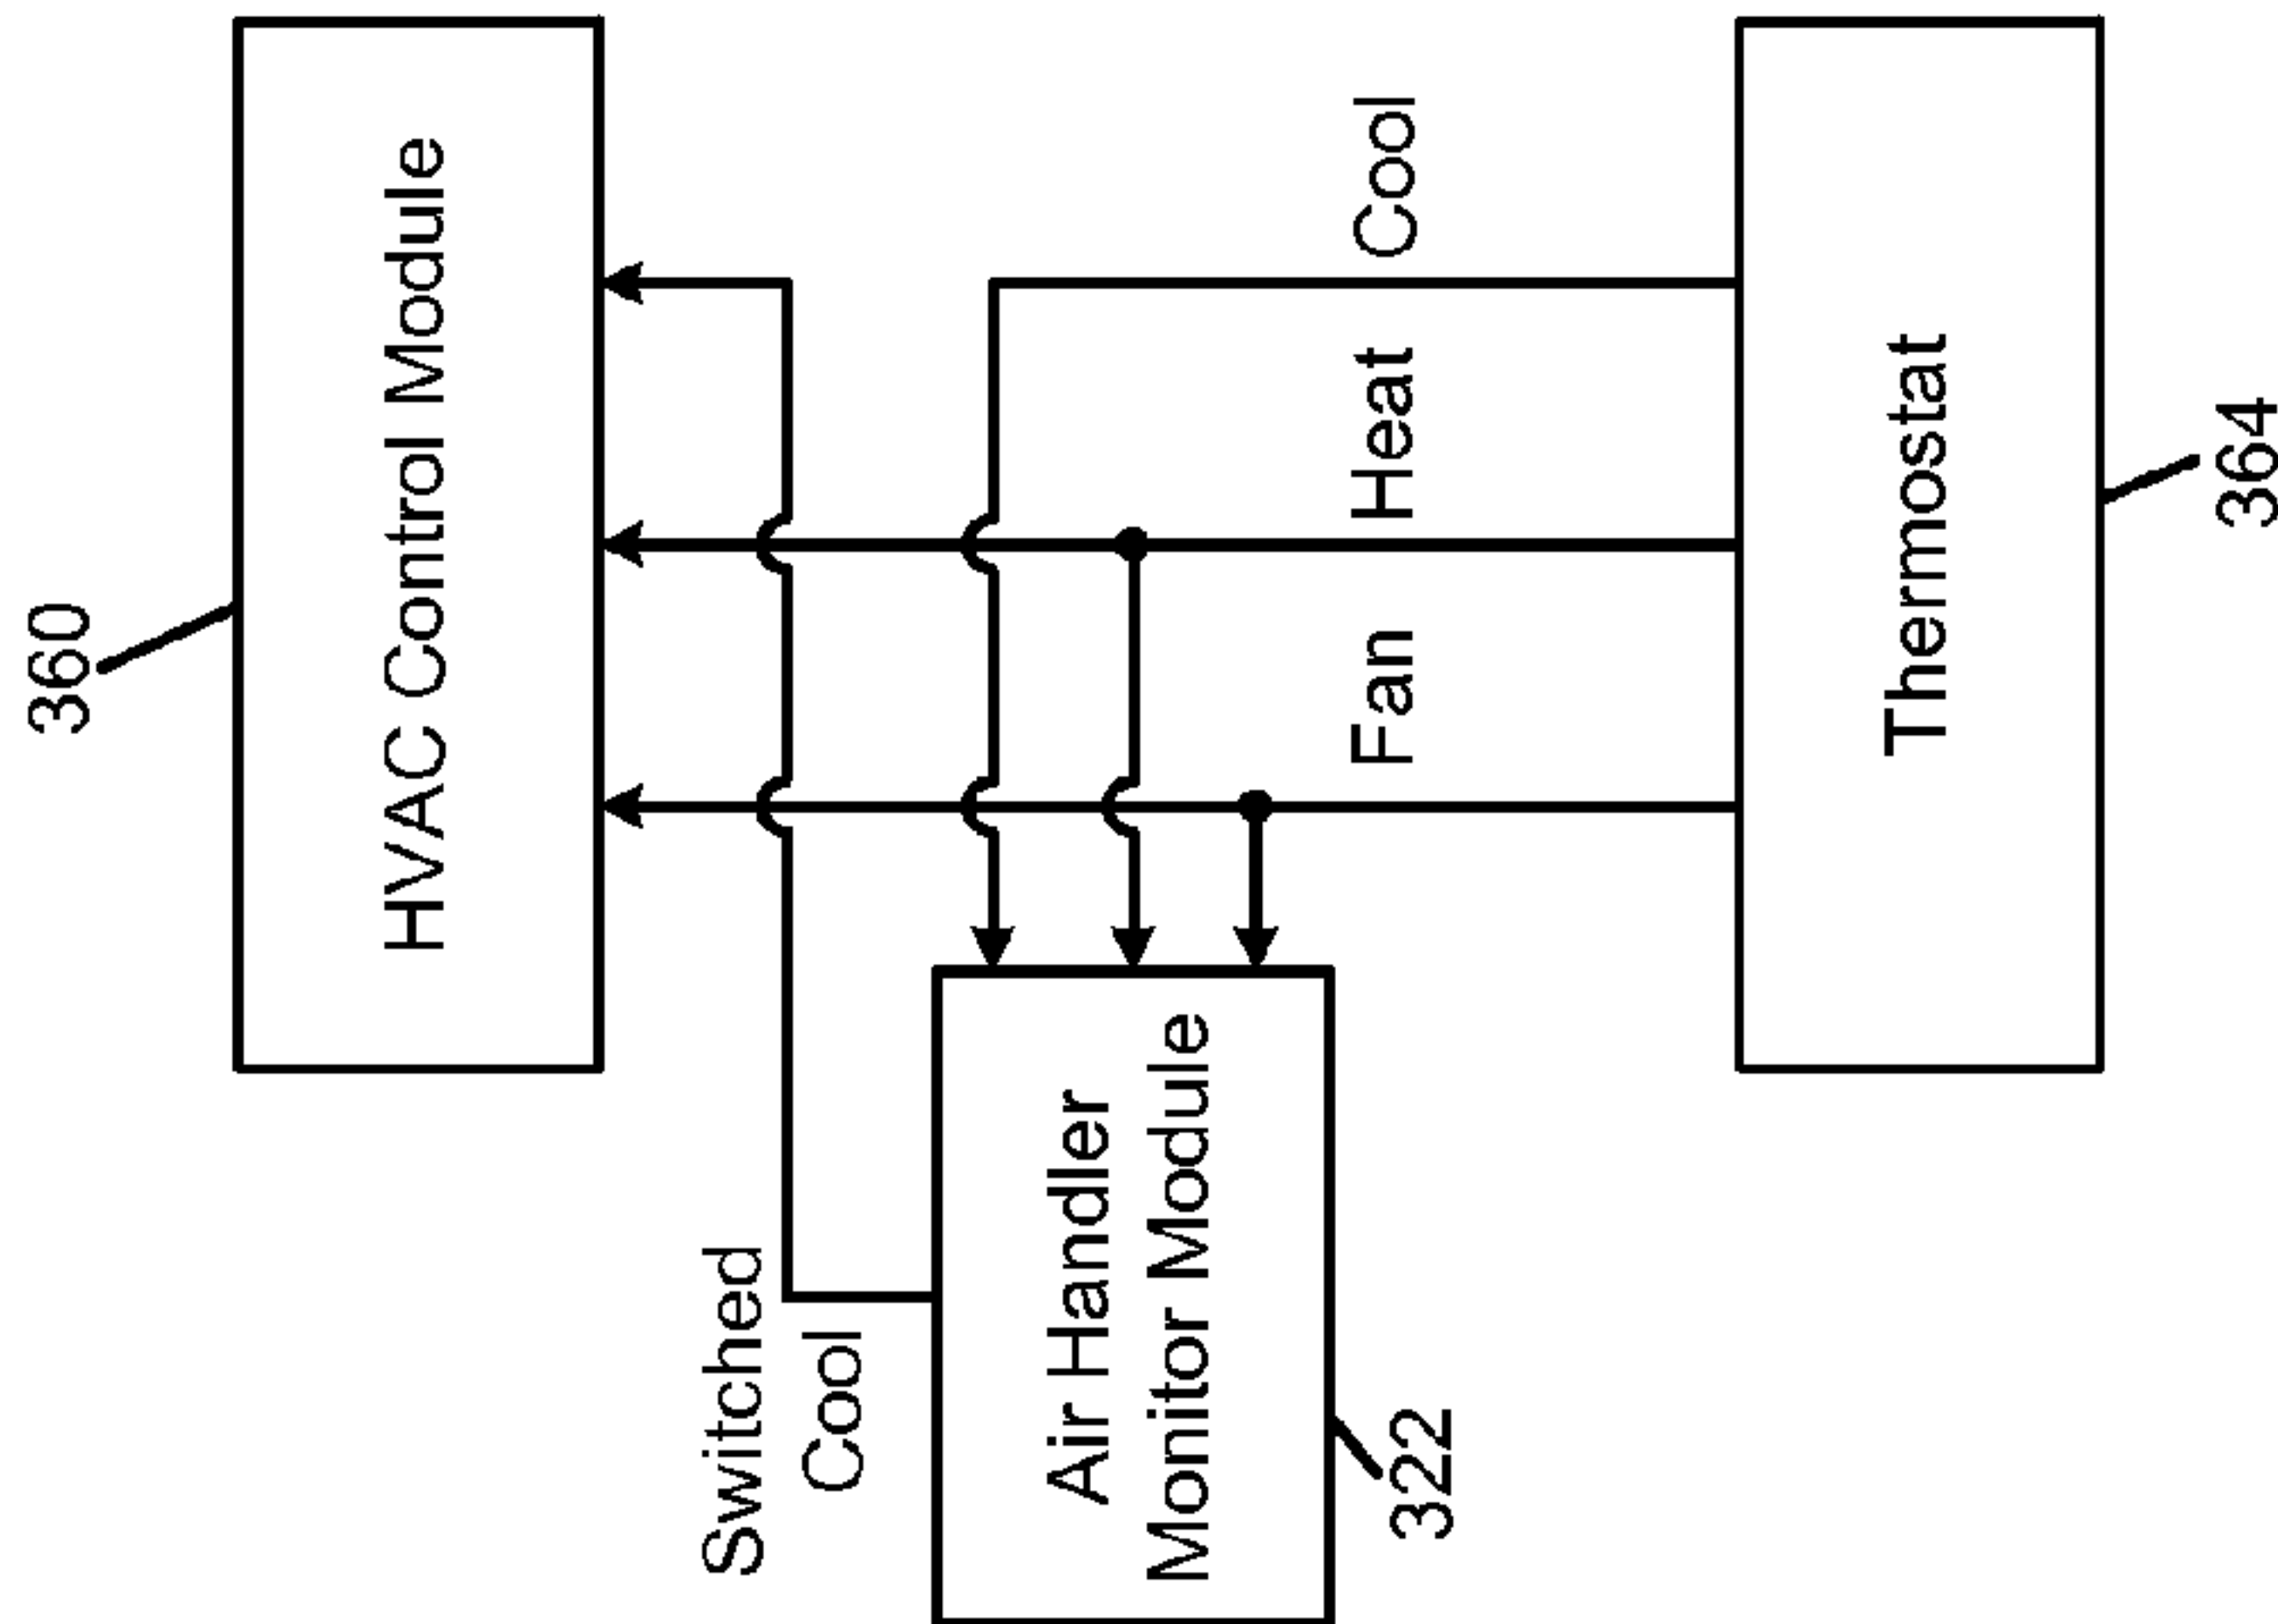 360
HVAC Control Module
Switched
Cool
Air Handler
Monitor Module
322
Fan
Heat
Cool
Thermostat
364